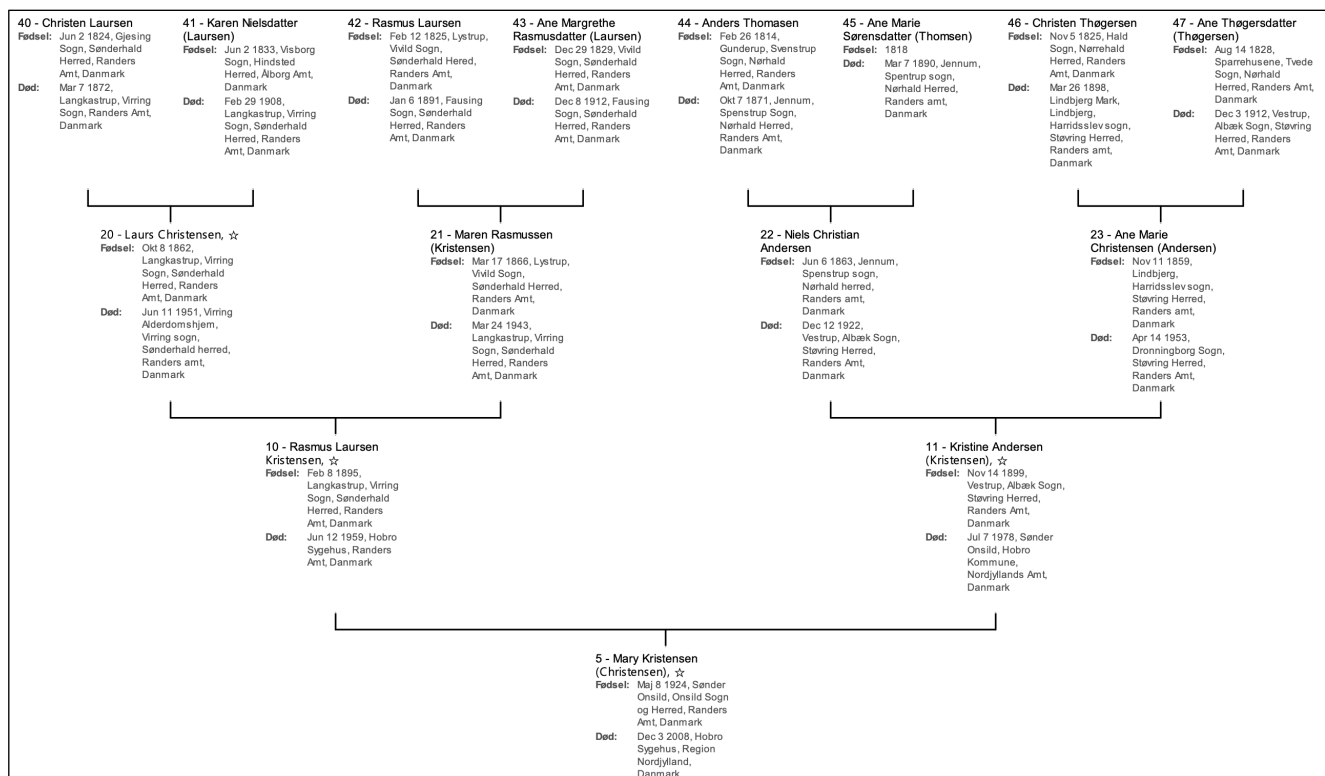 40 - Christen Laursen
Fødsel: Jun 2 1824, Gjesing
Sogn, Sønderhald
Herred, Randers
Amt, Danmark
Død: Mar 7 1872,
Langkastrup, Virring
Sogn, Randers Amt,
Danmark
41 - Karen Nielsdatter
(Laursen)
Fødsel: Jun 2 1833, Visborg
Sogn, Hindsted
Herred, Ålborg Amt,
Danmark
Død: Feb 29 1908,
Langkastrup, Virring
Sogn, Sønderhald
Herred, Randers
Amt, Danmark
42 - Rasmus Laursen
Fødsel: Feb 12 1825, Lystrup,
Vivild Sogn,
Sønderhald Hered,
Randers Amt,
Danmark
Død: Jan 6 1891, Fausing
Sogn, Sønderhald
Herred, Randers
Amt, Danmark
43 - Ane Margrethe
Rasmusdatter (Laursen)
Fødsel: Dec 29 1829, Vivild
Sogn, Sønderhald
Herred, Randers
Amt, Danmark
Død: Dec 8 1912, Fausing
Sogn, Sønderhald
Herred, Randers
Amt, Danmark
44 - Anders Thomasen
Fødsel: Feb 26 1814,
Gunderup, Svenstrup
Sogn, Nørhald
Herred, Randers
Amt, Danmark
Død: Okt 7 1871, Jennum,
Spenstrup Sogn,
Nørhald Herred,
Randers Amt,
Danmark
45 - Ane Marie
Sørensdatter (Thomsen)
Fødsel: 1818
Død: Mar 7 1890, Jennum,
Spentrup sogn,
Nørhald Herred,
Randers amt,
Danmark
46 - Christen Thøgersen
Fødsel: Nov 5 1825, Hald
Sogn, Nørrehald
Herred, Randers
Amt, Danmark
Død: Mar 26 1898,
Lindbjerg Mark,
Lindbjerg,
Harridsslev sogn,
Støvring Herred,
Randers amt,
Danmark
47 - Ane Thøgersdatter
(Thøgersen)
Fødsel: Aug 14 1828,
Sparrehusene, Tvede
Sogn, Nørhald
Herred, Randers Amt,
Danmark
Død: Dec 3 1912, Vestrup,
Albæk Sogn, Støvring
Herred, Randers
Amt, Danmark
20 - Laurs Christensen, ☆
Fødsel: Okt 8 1862,
Langkastrup, Virring
Sogn, Sønderhald
Herred, Randers
Amt, Danmark
Død: Jun 11 1951, Virring
Alderdomshjem,
Virring sogn,
Sønderhald herred,
Randers amt,
Danmark
21 - Maren Rasmussen
(Kristensen)
Fødsel: Mar 17 1866, Lystrup,
Vivild Sogn,
Sønderhald Herred,
Randers Amt,
Danmark
Død: Mar 24 1943,
Langkastrup, Virring
Sogn, Sønderhald
Herred, Randers
Amt, Danmark
22 - Niels Christian
Andersen
Fødsel: Jun 6 1863, Jennum,
Spenstrup sogn,
Nørhald herred,
Randers amt,
Danmark
Død: Dec 12 1922,
Vestrup, Albæk Sogn,
Støvring Herred,
Randers Amt,
Danmark
23 - Ane Marie
Christensen (Andersen)
Fødsel: Nov 11 1859,
Lindbjerg,
Harridsslev sogn,
Støvring Herred,
Randers amt,
Danmark
Død: Apr 14 1953,
Dronningborg Sogn,
Støvring Herred,
Randers Amt,
Danmark
10 - Rasmus Laursen
Kristensen, ☆
Fødsel: Feb 8 1895,
Langkastrup, Virring
Sogn, Sønderhald
Herred, Randers
Amt, Danmark
Død: Jun 12 1959, Hobro
Sygehus, Randers
Amt, Danmark
11 - Kristine Andersen
(Kristensen), ☆
Fødsel: Nov 14 1899,
Vestrup, Albæk Sogn,
Støvring Herred,
Randers Amt,
Danmark
Død: Jul 7 1978, Sønder
Onsild, Hobro
Kommune,
Nordjyllands Amt,
Danmark
5 - Mary Kristensen
(Christensen), ☆
Fødsel: Maj 8 1924, Sønder
Onsild, Onsild Sogn
og Herred, Randers
Amt, Danmark
Død: Dec 3 2008, Hobro
Sygehus, Region
Nordjylland,
Danmark